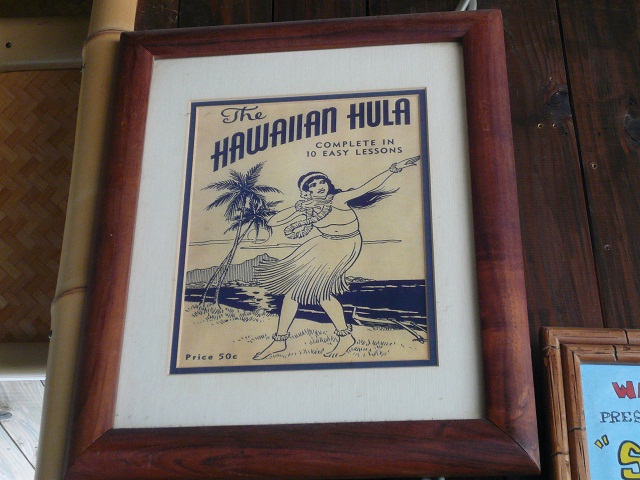 The
HAWAIIAN HULA
COMPLETE IN
10 EASY LESSONS
Price 50c